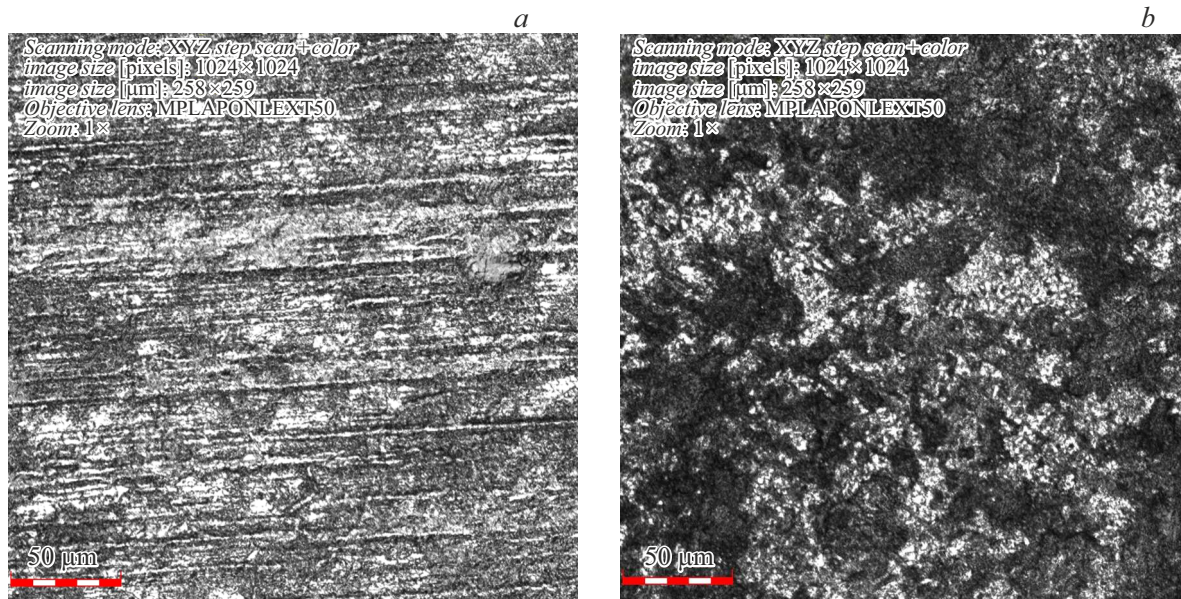 a
Scanning mode: XYZ step scan+color
image size [pixels]: 1024×1024
image size [μm]: 258×259
Objective lens: MPLAPONLEXT50
Zoom: 1×
50 μm
b
Scanning mode: XYZ step scan+color
image size [pixels]: 1024×1024
image size [μm]: 258×259
Objective lens: MPLAPONLEXT50
Zoom: 1×
50 μm